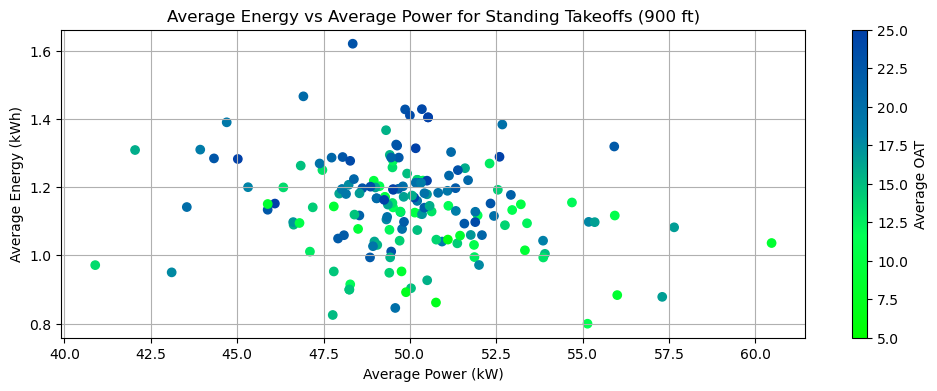 Average Energy vs Average Power for Standing Takeoffs (900 ft)
1.6
1.4
1.2
1.0
0.8
Average Energy (kWh)
40.0 42.5 45.0 47.5 50.0 52.5 55.0 57.5 60.0
Average Power (kW)
25.0
22.5
20.0
17.5
15.0
12.5
10.0
7.5
5.0
Average OAT